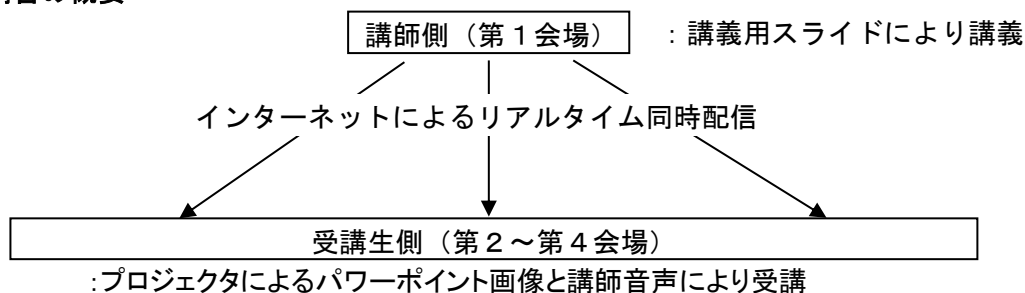 講師側（第１会場）　：講義用スライドにより講義
インターネットによるリアルタイム同時配信
受講生側（第２～第４会場）
:プロジェクタによるパワーポイント画像と講師音声により受講